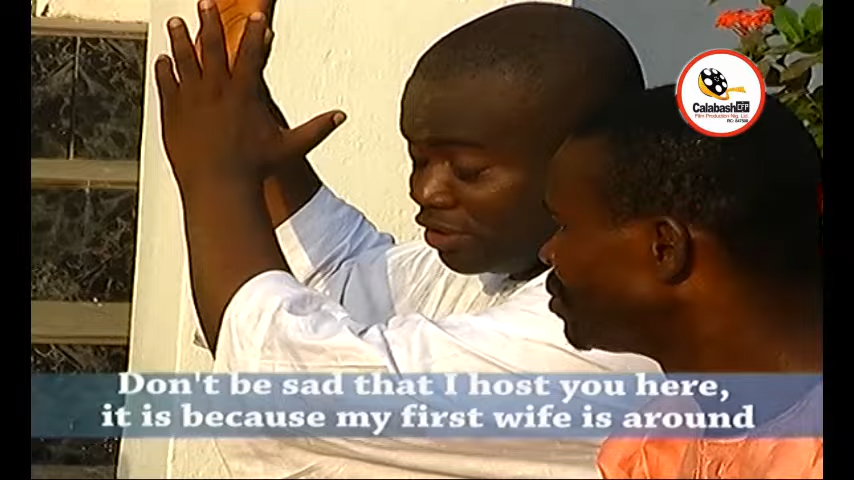 Calabash CFP
Film Production Nig. Ltd.
Don't be sad that I host you here,
it is because my first wife is around